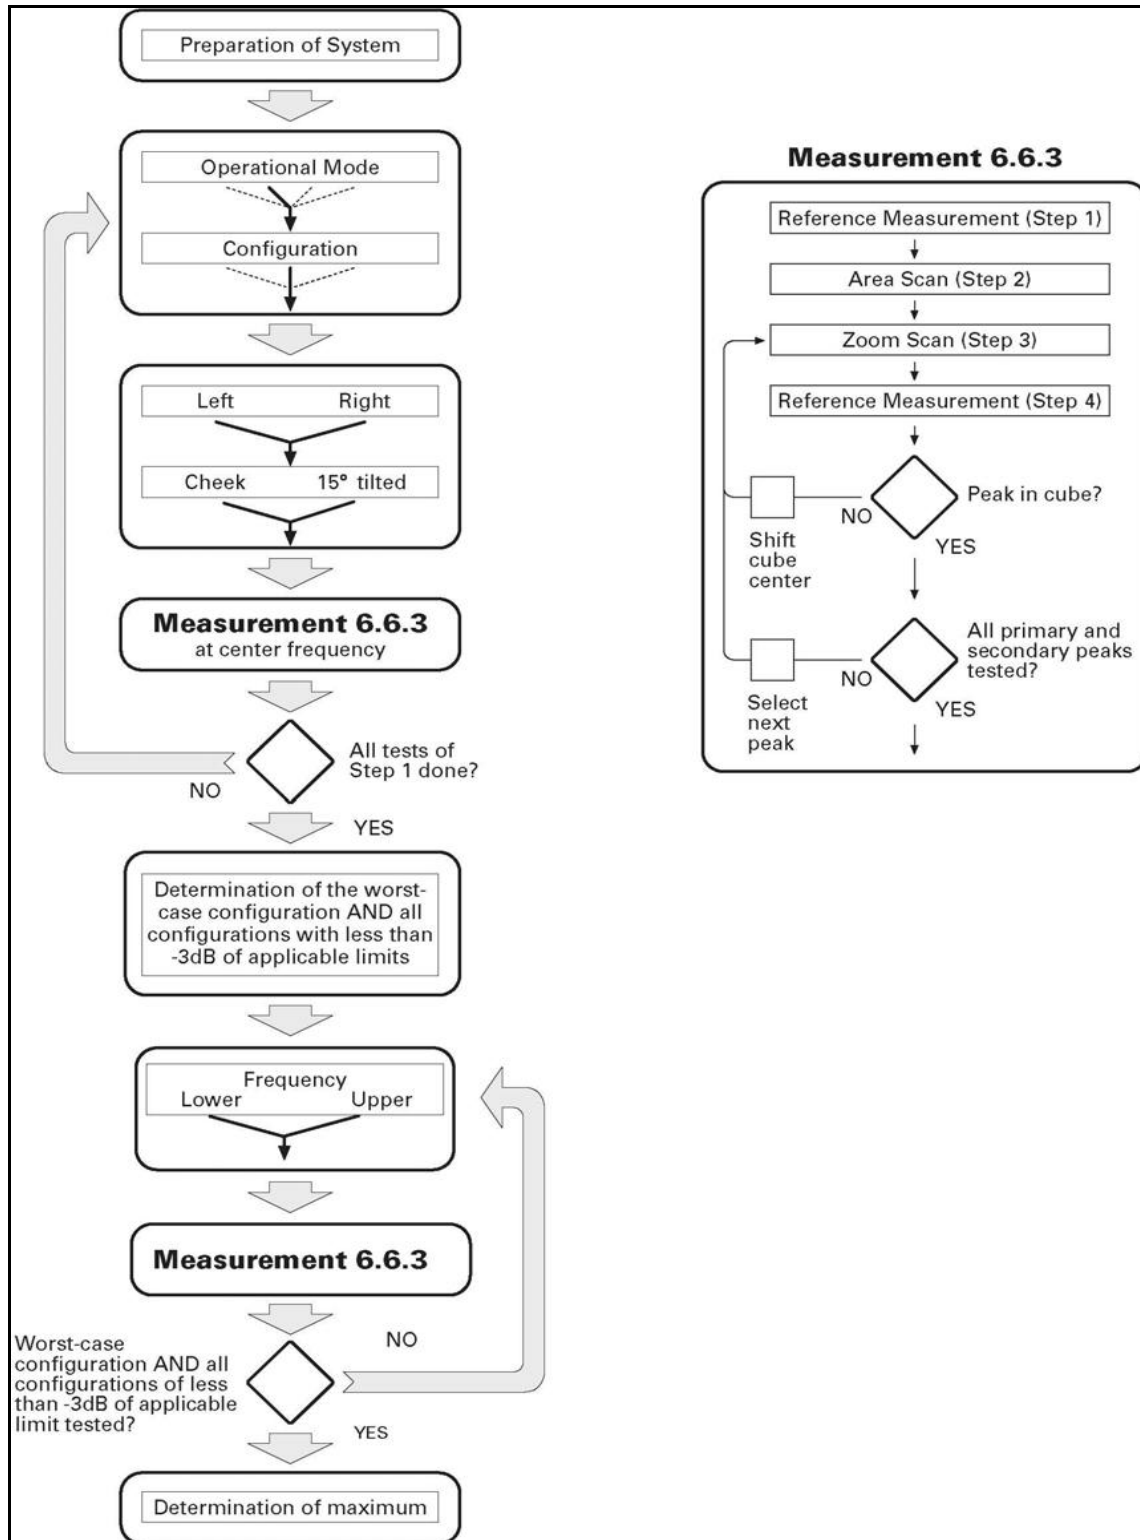 Preparation of System
Operational Mode
Configuration
Left Right
Cheek 15° tilted
Measurement 6.6.3
at center frequency
All tests of
Step 1 done?
NO
YES
Determination of the worst-
case configuration AND all
configurations with less than
-3dB of applicable limits
Frequency
Lower Upper
Measurement 6.6.3
NO
Worst-case
configuration AND all
configurations of less
than -3dB of applicable
limit tested?
YES
Determination of maximum
Measurement 6.6.3
Reference Measurement (Step 1)
Area Scan (Step 2)
Zoom Scan (Step 3)
Reference Measurement (Step 4)
Peak in cube?
NO
YES
Shift
cube
center
All primary and
secondary peaks
tested?
NO
YES
Select
next
peak